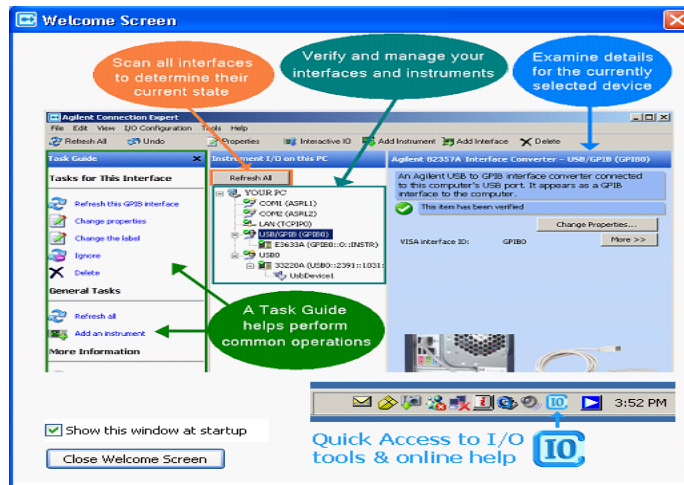 Welcome Screen
Scan all interfaces
to determine their
current state
Verify and manage your
interfaces and instruments
Examine details
for the currently
selected device
Agilent Connection Expert
File Edit View I/O Configuration Tools Help
Refresh All Undo Properties Interactive IO Add Instrument Add Interface Delete
Task Guide
Tasks for This Interface
Refresh this GPIB interface
Change properties
Change the label
Ignore
Delete
General Tasks
Refresh all
Add an instrument
More Information
Instrument I/O on this PC
Refresh All
YOUR PC
COM1 (ASRL1)
COM2 (ASRL2)
LAN (TCPIP0)
USB/GPIB (GPIB0)
E3633A (GPIB0::0::INSTR)
USB0
33220A (USB0::2391::1031:
UsbDevice1
Agilent 82357A Interface Converter - USB/GPIB (GPIB0)
An Agilent USB to GPIB interface converter connected
to this computer's USB port. It appears as a GPIB
interface to the computer.
This item has been verified
Change Properties...
VISA interface ID: GPIB0
More >>
A Task Guide
helps perform
common operations
3:52 PM
Show this window at startup
Close Welcome Screen
Quick Access to I/O
tools & online help
IO